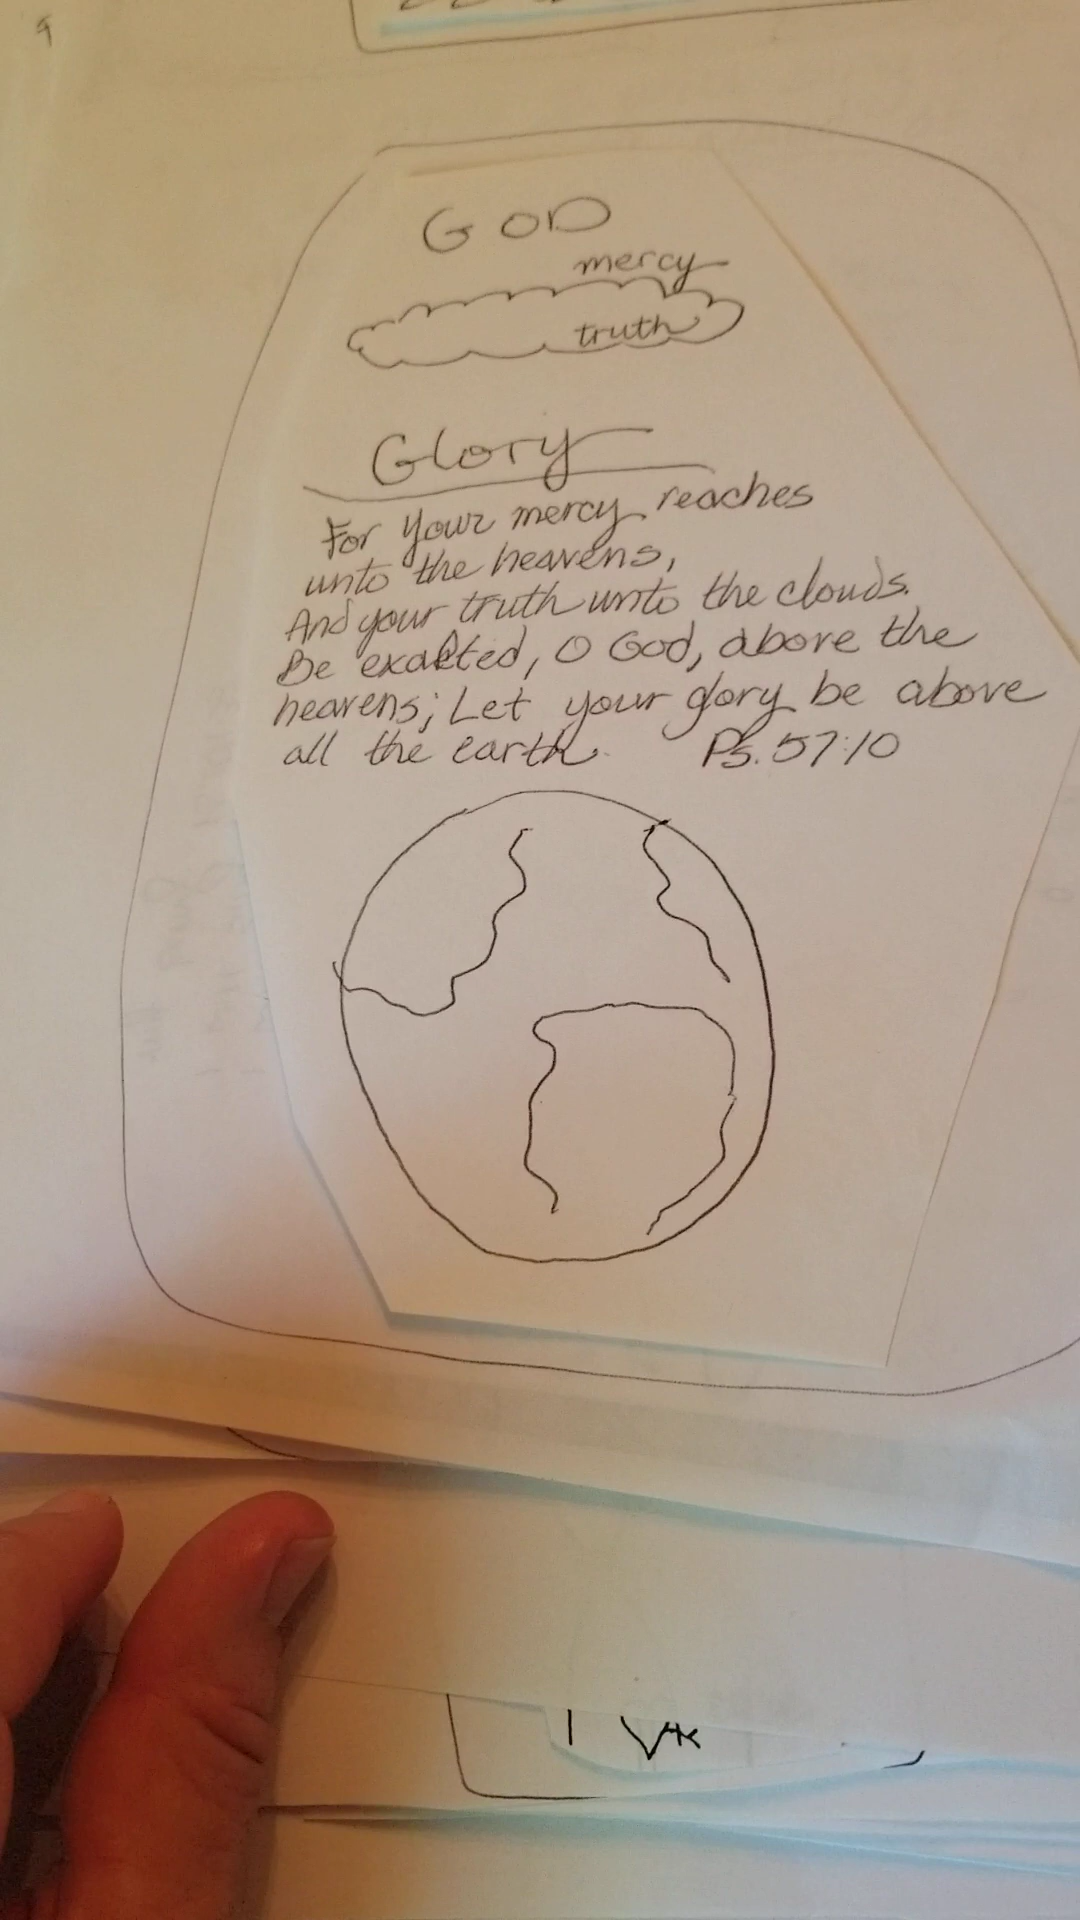 GOD
mercy
truth
Glory
For your mercy reaches
unto the heavens,
And your truth unto the clouds.
Be exalted, O God, above the
heavens; Let your glory be above
all the earth. Ps. 57:10